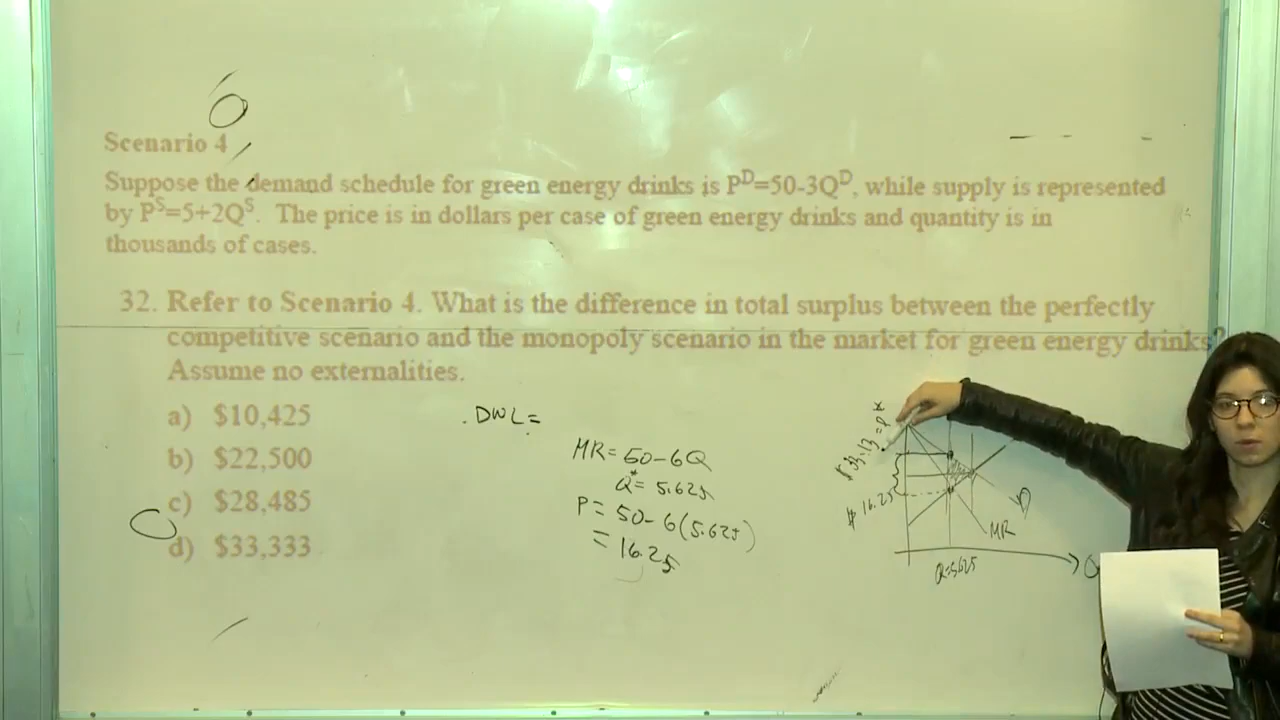 Scenario 4
Suppose the demand schedule for green energy drinks is Pᴰ=50-3Qᴰ, while supply is represented
by Pˢ=5+2Qˢ. The price is in dollars per case of green energy drinks and quantity is in
thousands of cases.
32. Refer to Scenario 4. What is the difference in total surplus between the perfectly
competitive scenario and the monopoly scenario in the market for green energy drinks?
Assume no externalities.
a) $10,425
b) $22,500
c) $28,485
d) $33,333
DWL=
MR=50-6Q
Q*=5.625
P=50-6(5.625)
=16.25
$16.25
D
MR
Q=5.625